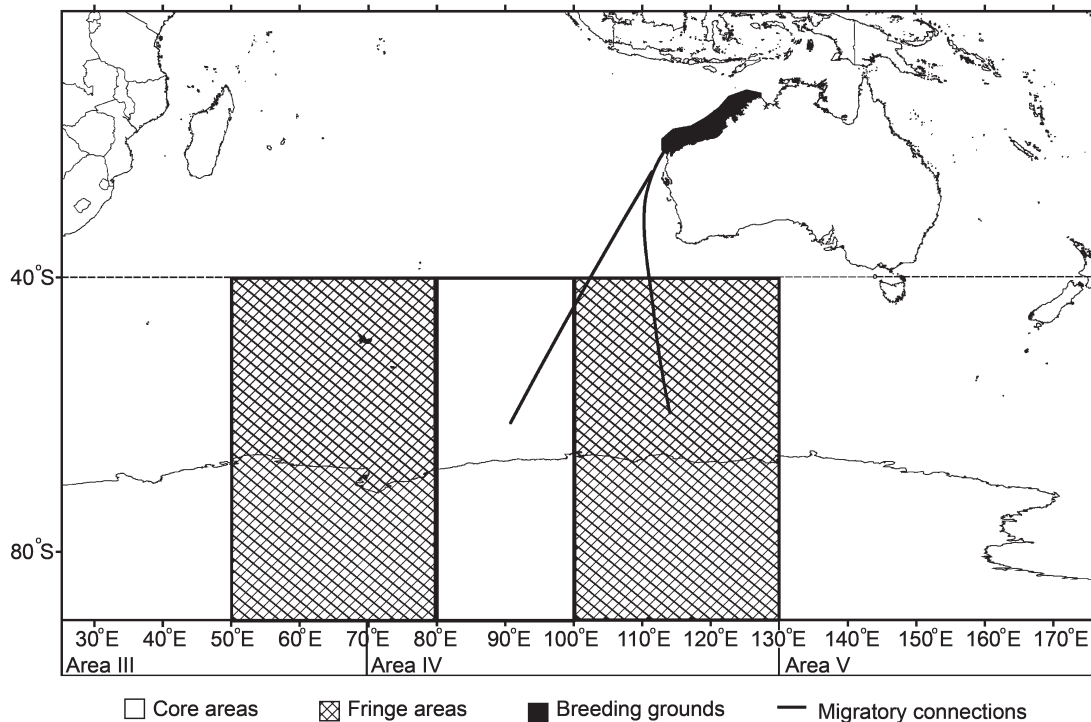 40°S
80°S
30°E 40°E 50°E 60°E 70°E 80°E 90°E 100°E 110°E 120°E 130°E 140°E 150°E 160°E 170°E
Area III Area IV Area V
Core areas Fringe areas Breeding grounds Migratory connections